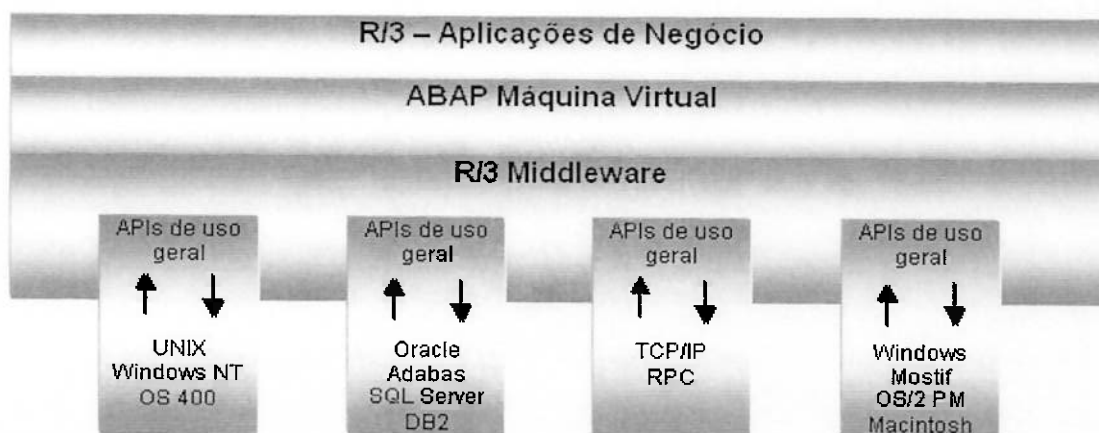 R/3 – Aplicações de Negócio
ABAP Máquina Virtual
R/3 Middleware
APIs de uso
geral
UNIX
Windows NT
OS 400
APIs de uso
geral
Oracle
Adabas
SQL Server
DB2
APIs de uso
geral
TCP/IP
RPC
APIs de uso
geral
Windows
Mostif
OS/2 PM
Macintosh